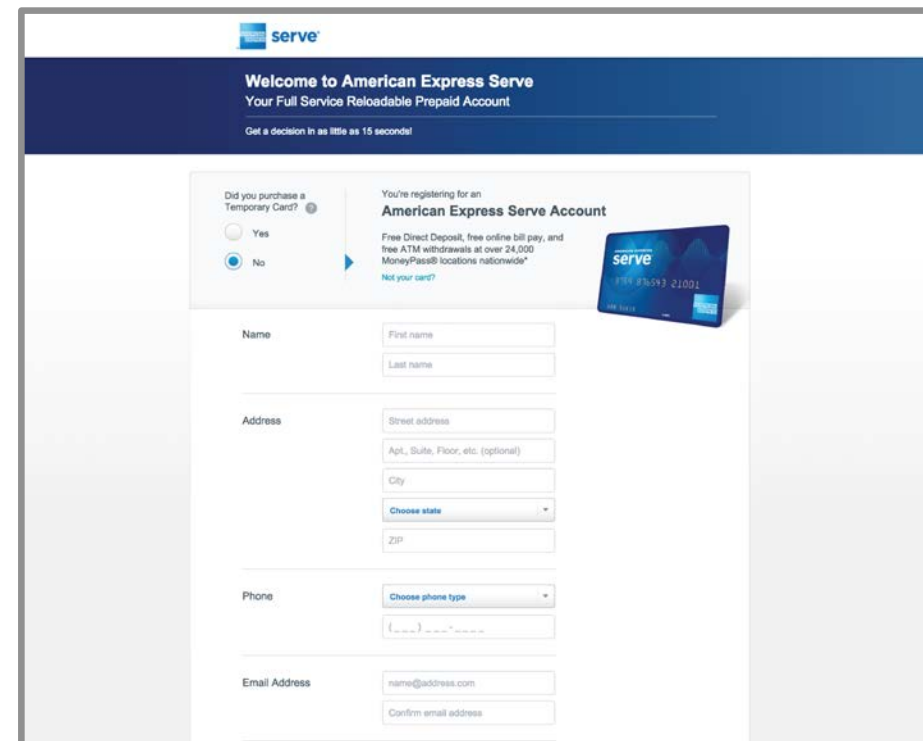 serve
Welcome to American Express Serve
Your Full Service Reloadable Prepaid Account
Get a decision in as little as 15 seconds!
Did you purchase a
Temporary Card? ?
Yes
No
You're registering for an
American Express Serve Account
Free Direct Deposit, free online bill pay, and
free ATM withdrawals at over 24,000
MoneyPass® locations nationwide*
Not your card?
serve
Name
First name
Last name
Address
Street address
Apt., Suite, Floor, etc. (optional)
City
Choose state
ZIP
Phone
Choose phone type
(___) ___-____
Email Address
name@address.com
Confirm email address